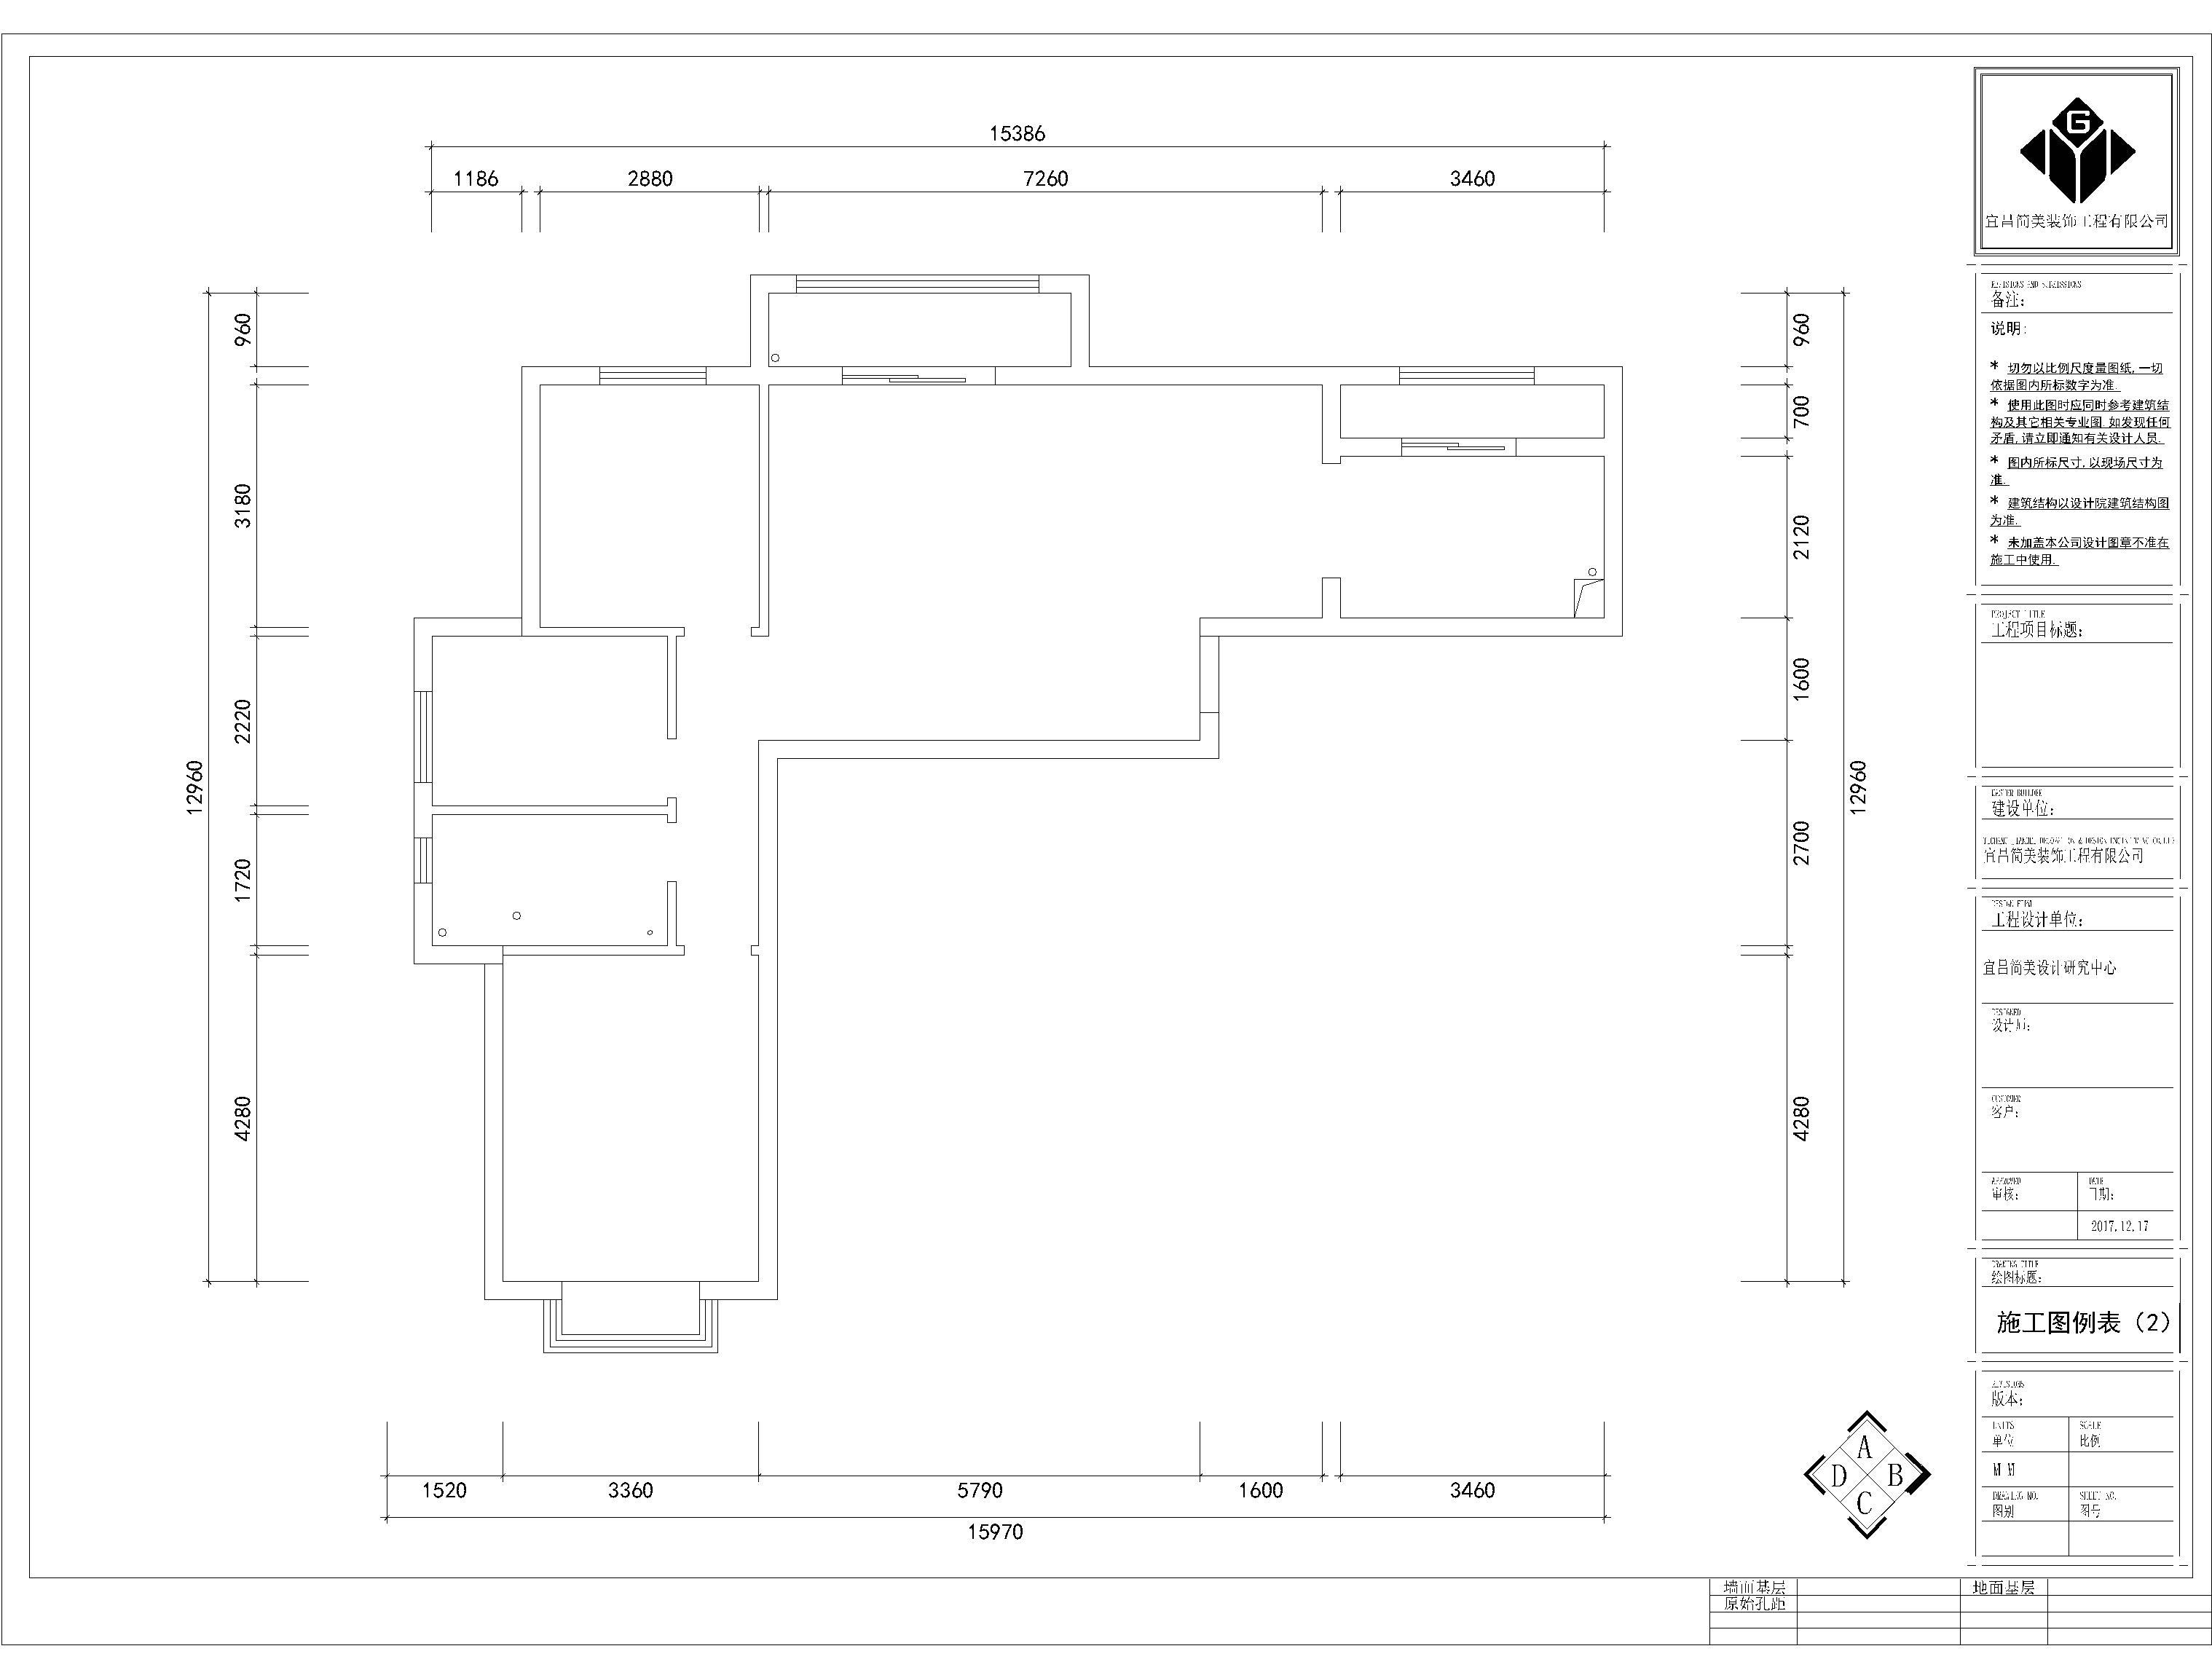 15386
1186 2880 7260 3460
960
3180
2220
1720
4280
12960
960
700
2120
1600
2700
4280
12960
1520 3360 5790 1600 3460
15970
A
D B
C
G
宜昌简美装饰工程有限公司
备注:
说明:
* 切勿以比例尺度量图纸,一切
依据图内所标数字为准.
* 使用此图时应同时参考建筑结
构及其它相关专业图.如发现任何
矛盾,请立即通知有关设计人员.
* 图内所标尺寸,以现场尺寸为
准.
* 建筑结构以设计院建筑结构图
为准.
* 未加盖本公司设计图章不准在
施工中使用.
PROJECT TITLE
工程项目标题:
建设单位:
宜昌简美装饰工程有限公司
工程设计单位:
宜昌简美设计研究中心
DESIGNED
设计师:
CUSTOMER
客户:
APPROVED DATE
审核: 日期:
2017.12.17
DRAWING TITLE
绘图标题:
施工图例表（2）
版本:
UNITS SCALE
单位 比例
M M
DRAWING NO. SHEET NO.
图别 图号
墙面基层 地面基层
原始孔距